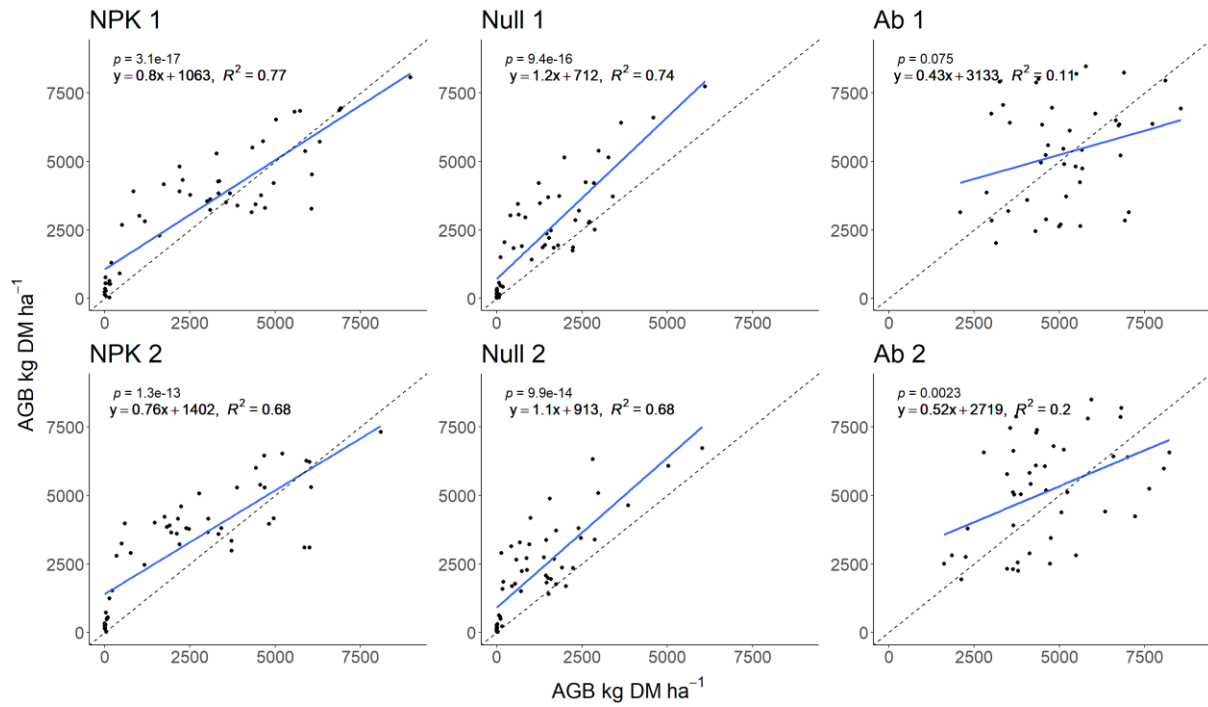 NPK 1
p = 3.1e-17
y = 0.8x + 1063, R² = 0.77
7500
5000
2500
0
0 2500 5000 7500
Null 1
p = 9.4e-16
y = 1.2x + 712, R² = 0.74
7500
5000
2500
0
0 2500 5000 7500
Ab 1
p = 0.075
y = 0.43x + 3133, R² = 0.11
7500
5000
2500
0
0 2500 5000 7500
AGB kg DM ha⁻¹
NPK 2
p = 1.3e-13
y = 0.76x + 1402, R² = 0.68
7500
5000
2500
0
0 2500 5000 7500
Null 2
p = 9.9e-14
y = 1.1x + 913, R² = 0.68
7500
5000
2500
0
0 2500 5000 7500
Ab 2
p = 0.0023
y = 0.52x + 2719, R² = 0.2
7500
5000
2500
0
0 2500 5000 7500
AGB kg DM ha⁻¹